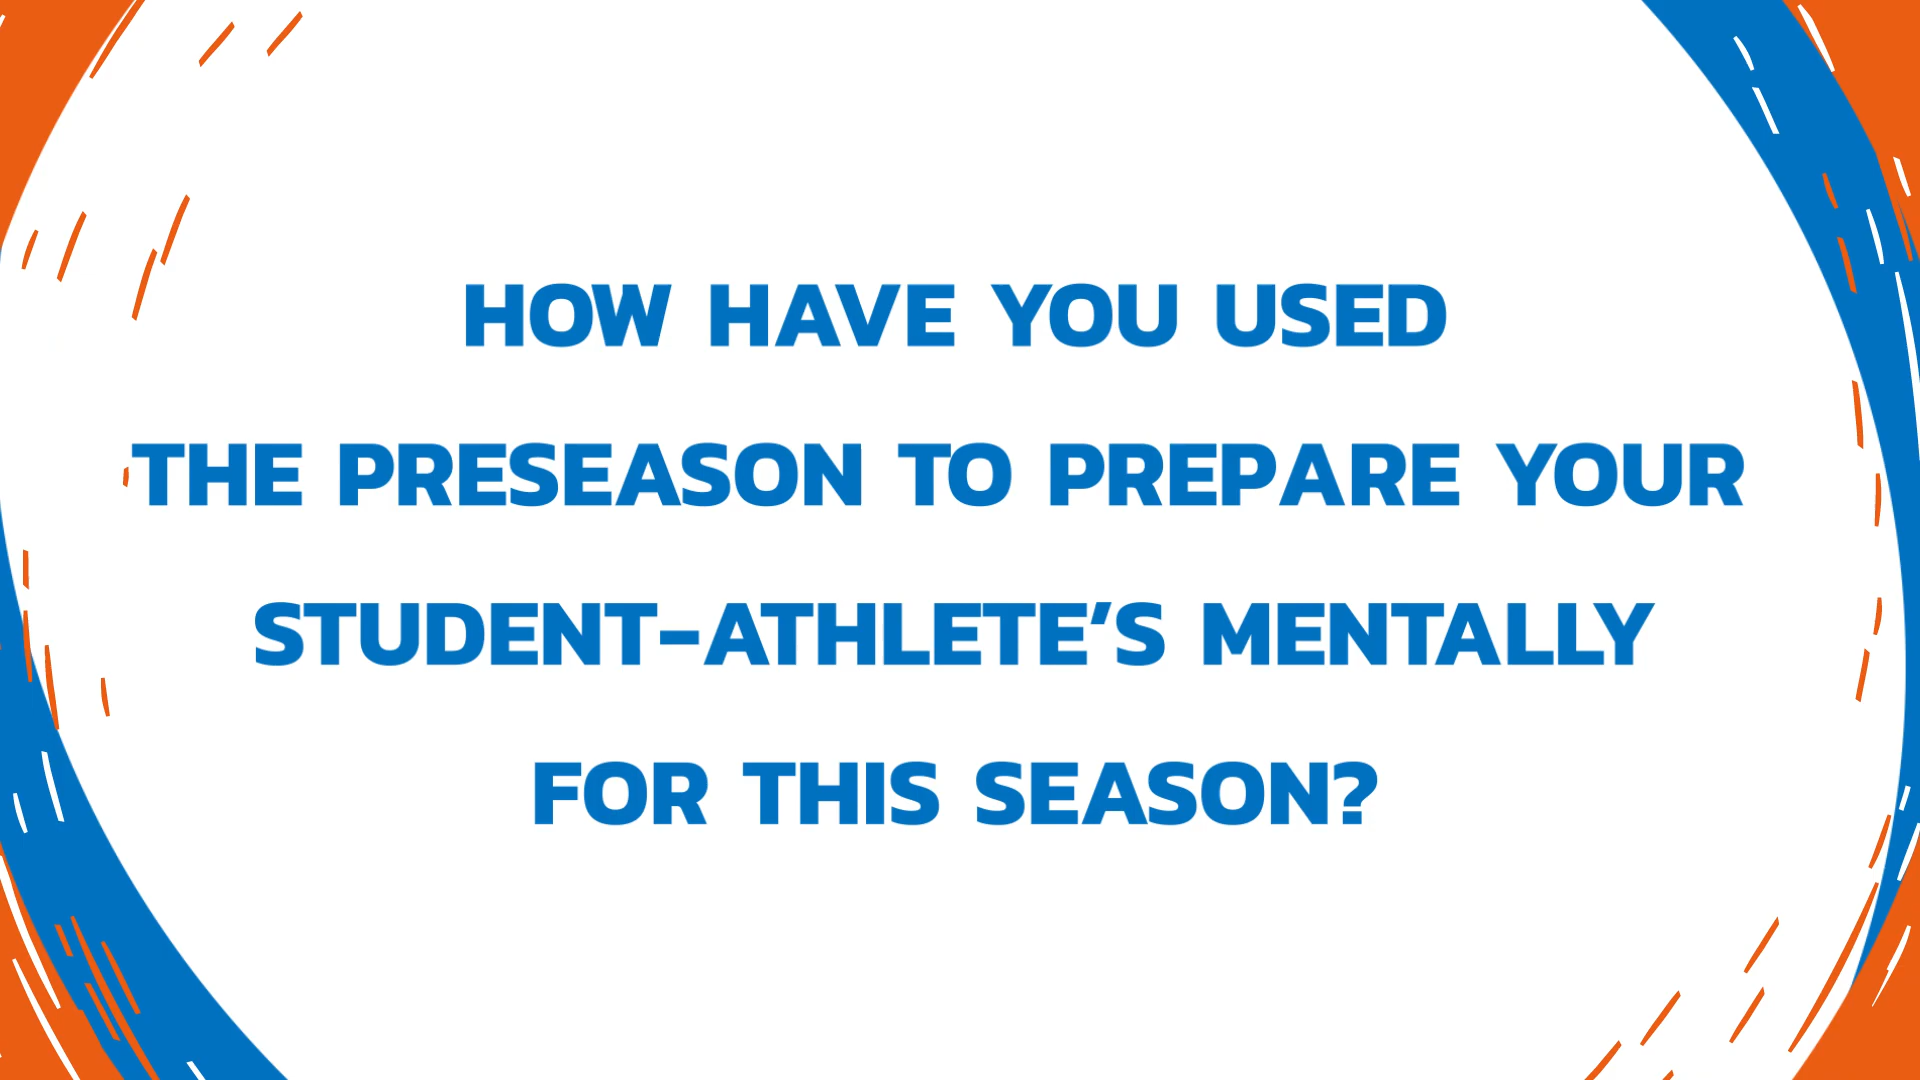 HOW HAVE YOU USED
THE PRESEASON TO PREPARE YOUR
STUDENT-ATHLETE'S MENTALLY
FOR THIS SEASON?